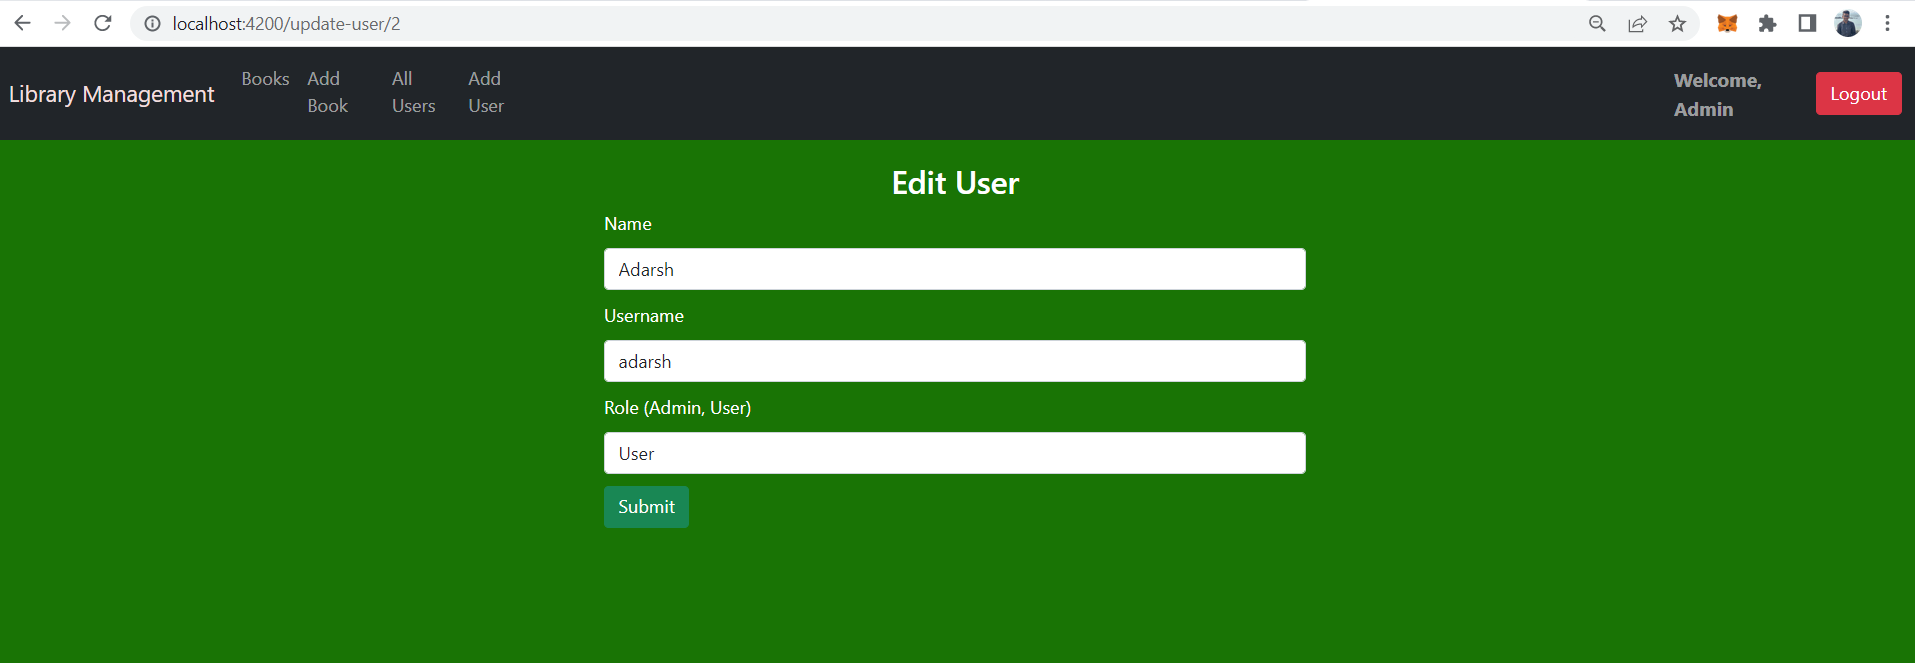 localhost:4200/update-user/2
Library Management
Books
Add
Book
All
Users
Add
User
Welcome,
Admin
Logout
Edit User
Name
Adarsh
Username
adarsh
Role (Admin, User)
User
Submit